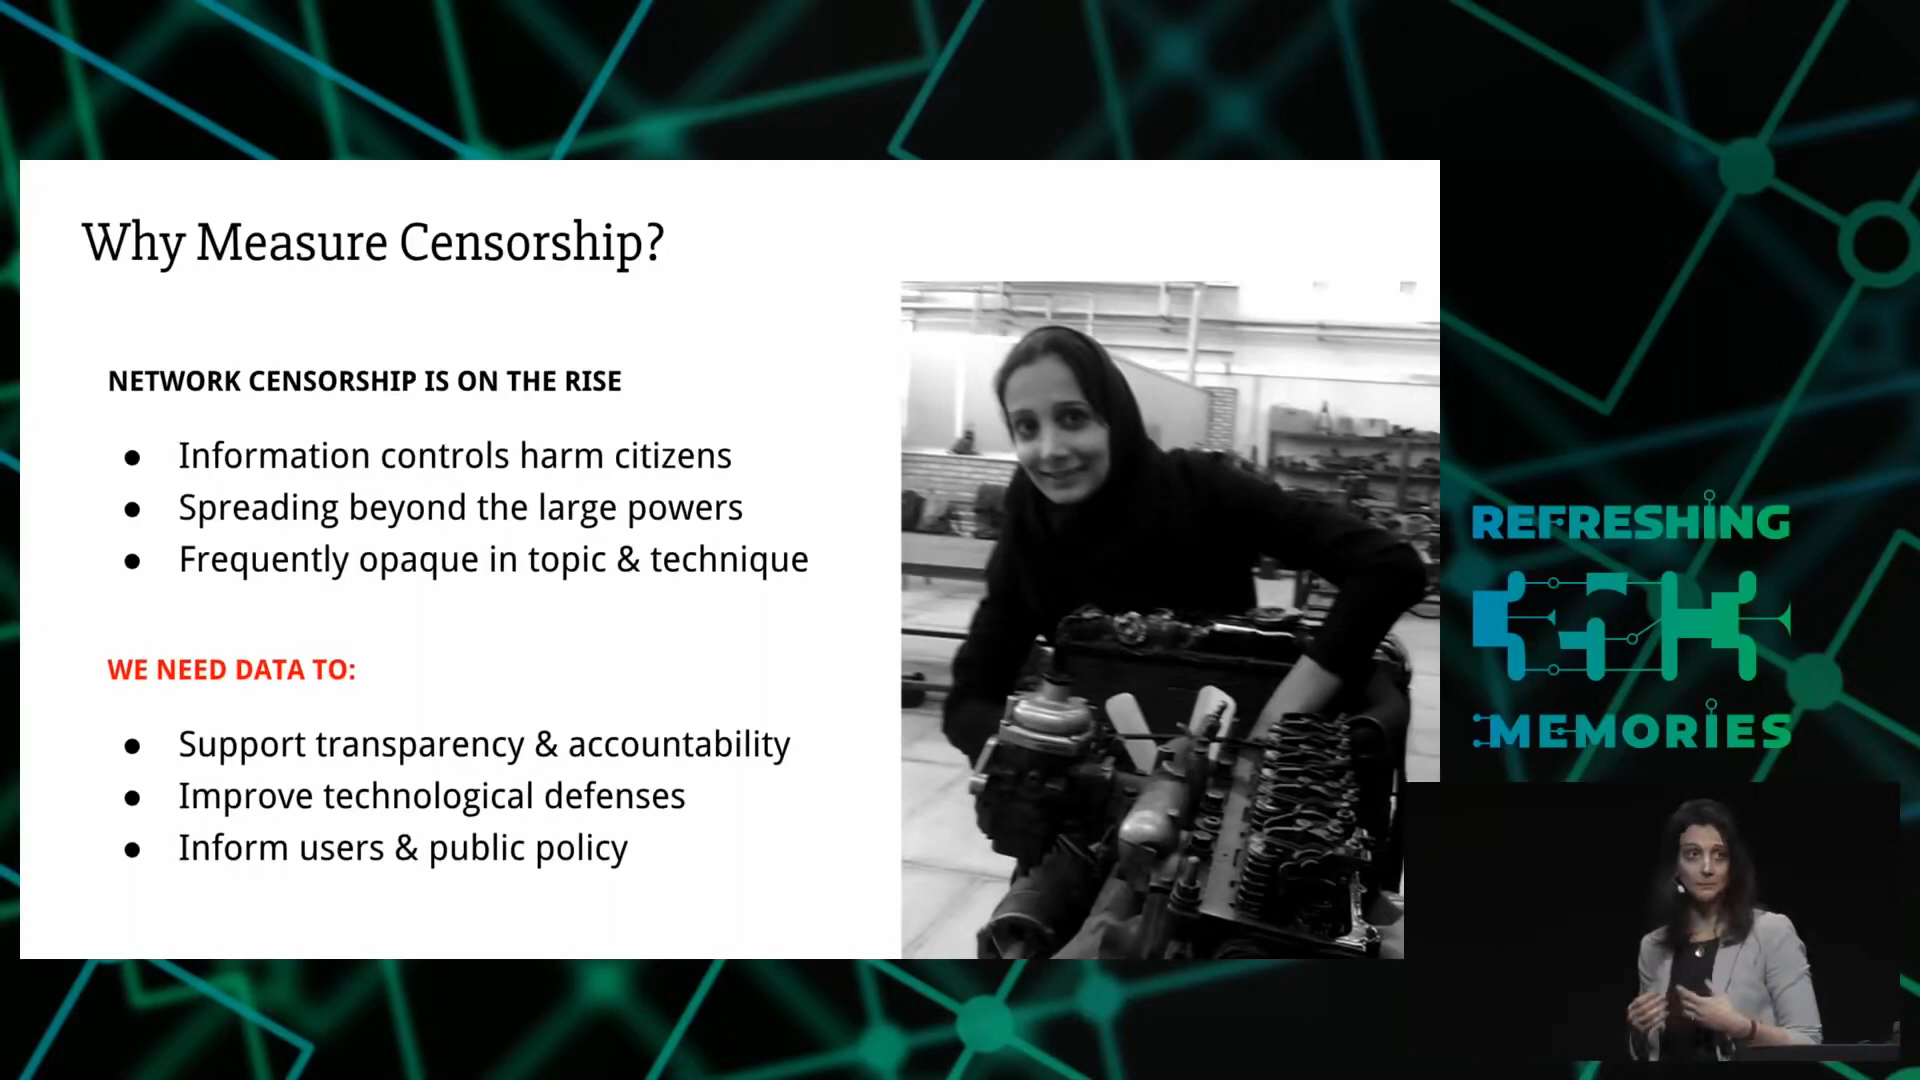 Why Measure Censorship?
NETWORK CENSORSHIP IS ON THE RISE
● Information controls harm citizens
● Spreading beyond the large powers
● Frequently opaque in topic & technique
WE NEED DATA TO:
● Support transparency & accountability
● Improve technological defenses
● Inform users & public policy
REFRESHING
MEMORIES